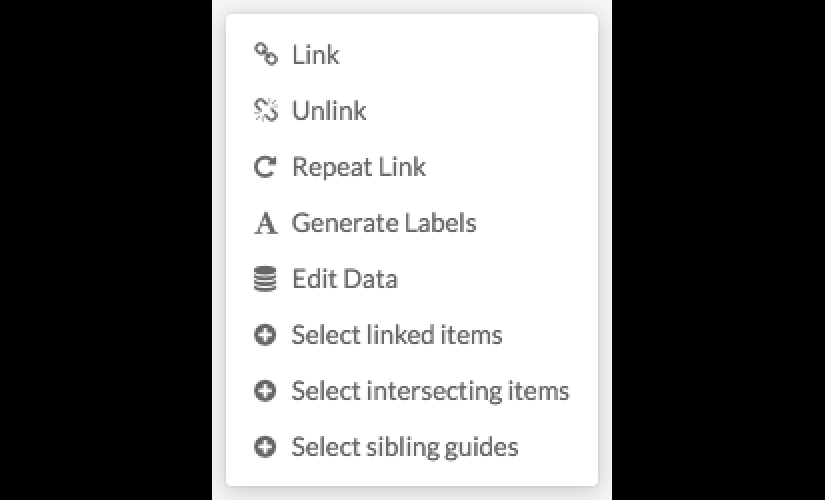 Link
Unlink
Repeat Link
Generate Labels
Edit Data
Select linked items
Select intersecting items
Select sibling guides